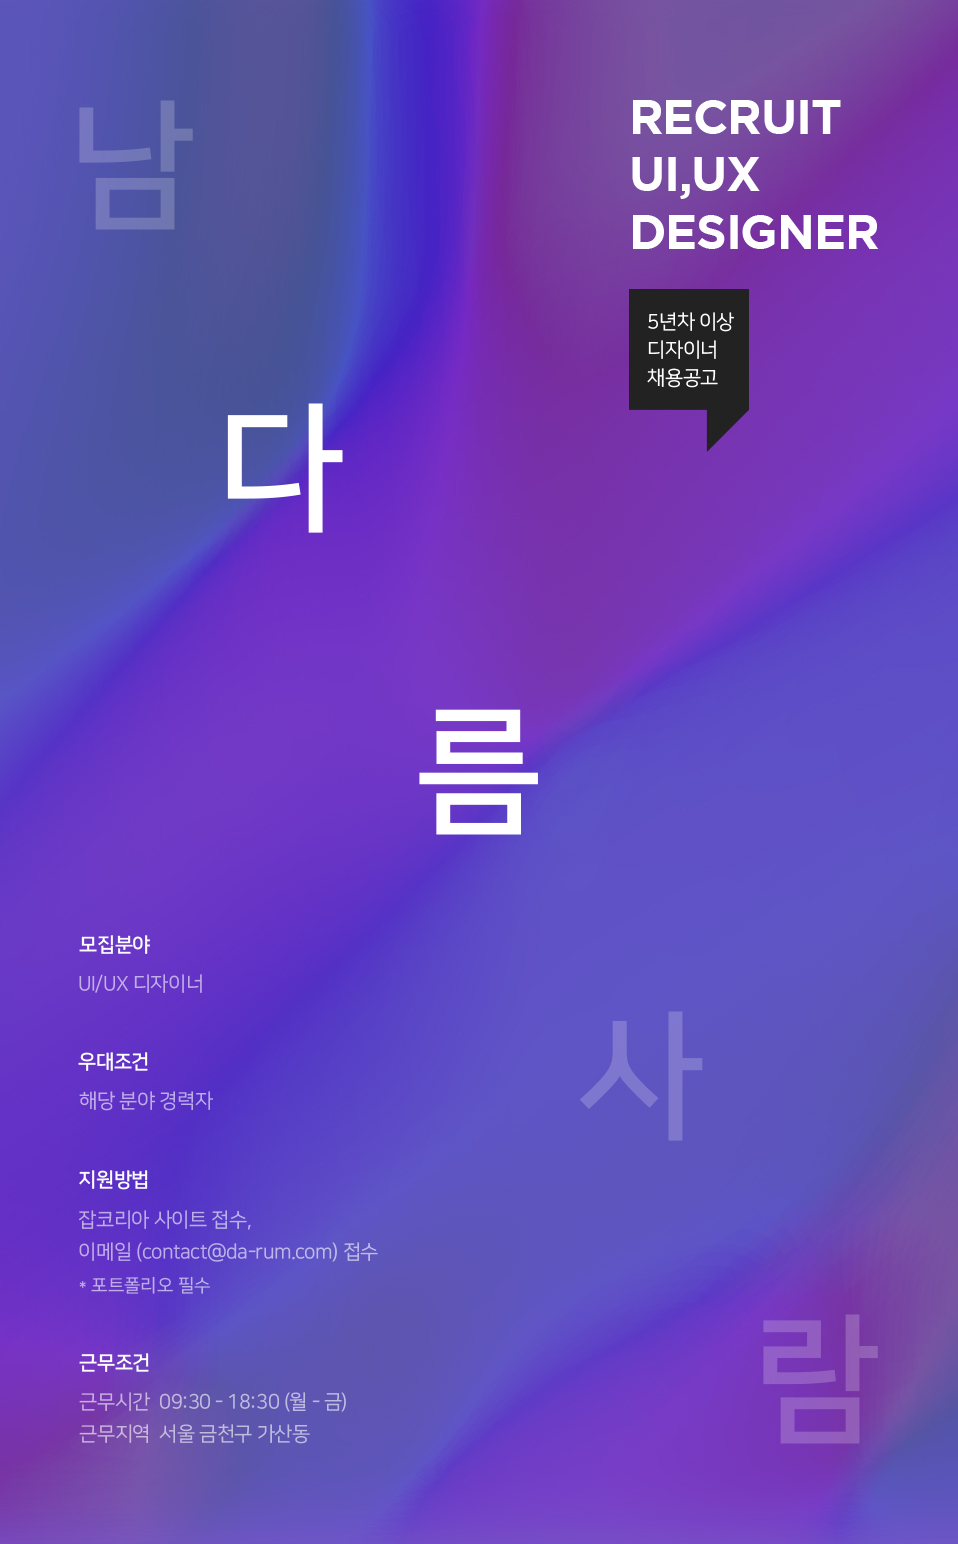 남
RECRUIT
UI,UX
DESIGNER
5년차 이상
디자이너
채용공고
다
름
모집분야
UI/UX 디자이너
우대조건
해당 분야 경력자
사
지원방법
잡코리아 사이트 접수,
이메일 (contact@da-rum.com) 접수
* 포트폴리오 필수
람
근무조건
근무시간 09:30 - 18:30 (월 - 금)
근무지역 서울 금천구 가산동